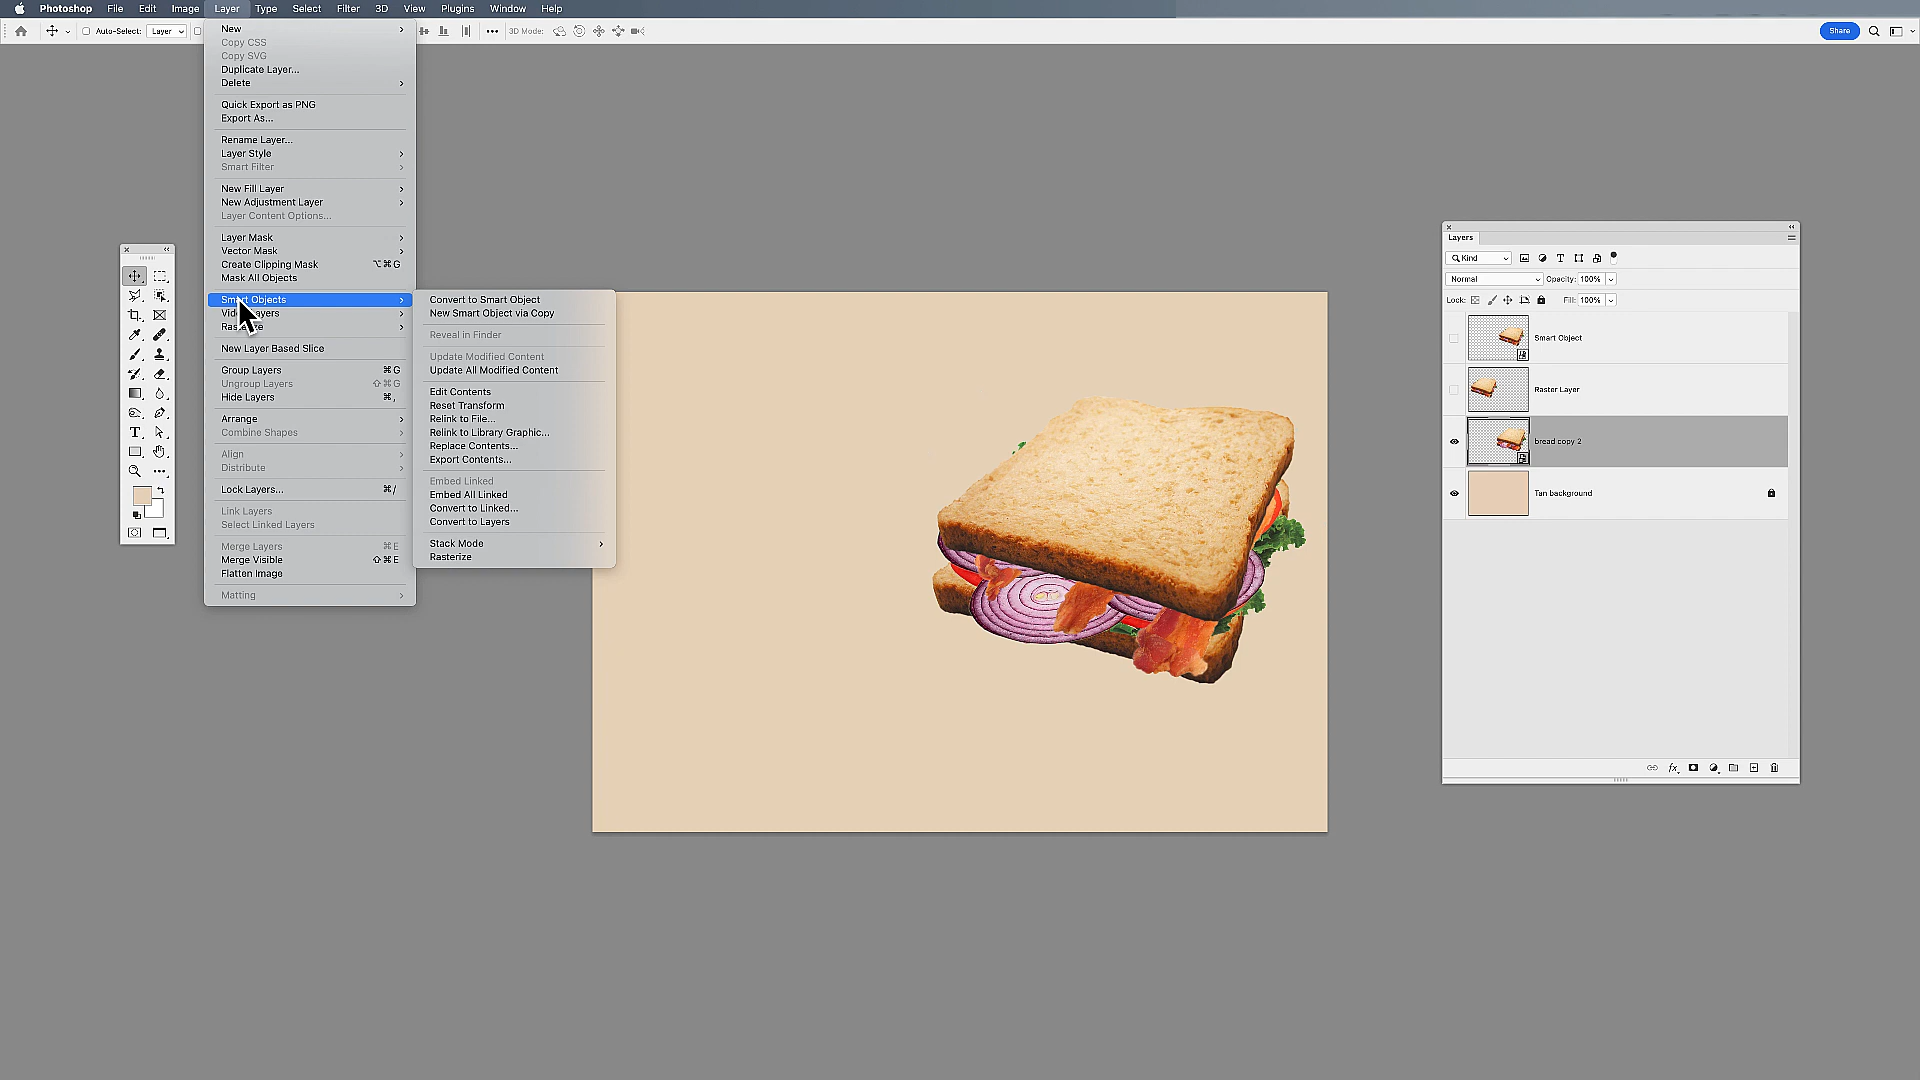 Photoshop File Edit Image Layer Type Select Filter 3D View Plugins Window Help
Auto-Select: Layer 3D Mode: Share
New
Copy CSS
Copy SVG
Duplicate Layer...
Delete
Quick Export as PNG
Export As...
Rename Layer...
Layer Style
Smart Filter
New Fill Layer
New Adjustment Layer
Layer Content Options...
Layer Mask
Vector Mask
Create Clipping Mask ⌥⌘G
Mask All Objects
Smart Objects
Layers
New Layer Based Slice
Group Layers ⌘G
Ungroup Layers ⇧⌘G
Hide Layers ⌘,
Arrange
Combine Shapes
Align
Distribute
Lock Layers... ⌘/
Link Layers
Select Linked Layers
Merge Layers ⌘E
Merge Visible ⇧⌘E
Flatten Image
Matting
Convert to Smart Object
New Smart Object via Copy
Reveal in Finder
Update Modified Content
Update All Modified Content
Edit Contents
Reset Transform
Relink to File...
Relink to Library Graphic...
Replace Contents...
Export Contents...
Embed Linked
Embed All Linked
Convert to Linked...
Convert to Layers
Stack Mode
Rasterize
Layers
Kind
Normal Opacity: 100%
Lock: Fill: 100%
Smart Object
Raster Layer
bread copy 2
Tan background